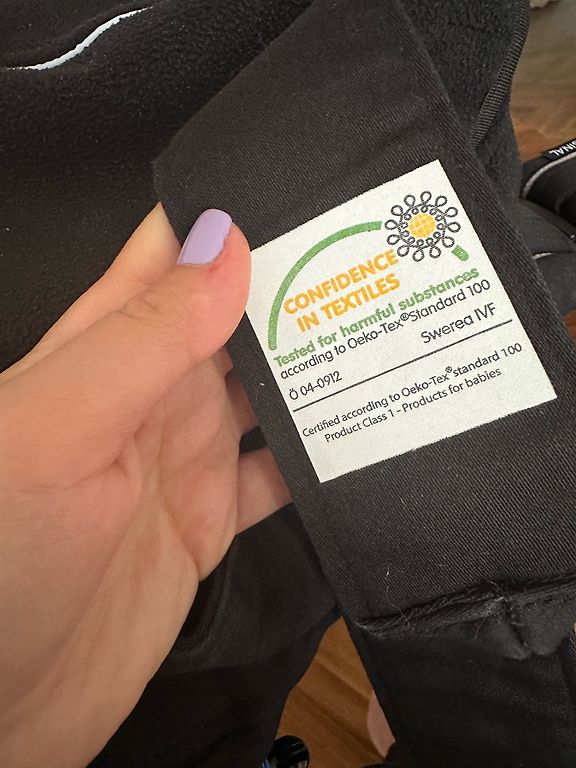 CONFIDENCE
IN TEXTILES
Tested for harmful substances
according to Oeko-Tex® Standard 100
Ö 04-0912 Swerea IVF
Certified according to Oeko-Tex® standard 100
Product Class 1 - Products for babies